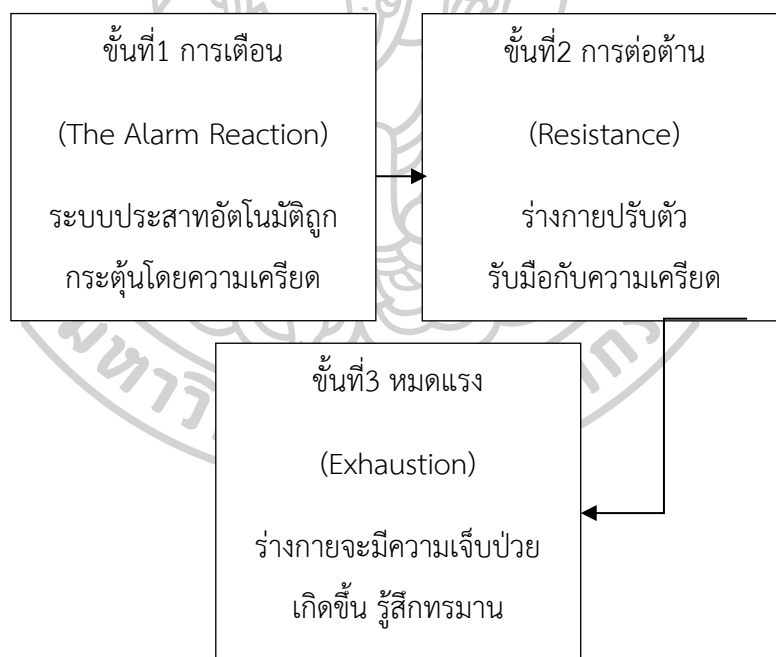 ขั้นที่1 การเตือน
(The Alarm Reaction)
ระบบประสาทอัตโนมัติถูก
กระตุ้นโดยความเครียด
ขั้นที่2 การต่อต้าน
(Resistance)
ร่างกายปรับตัว
รับมือกับความเครียด
ขั้นที่3 หมดแรง
(Exhaustion)
ร่างกายจะมีความเจ็บป่วย
เกิดขึ้น รู้สึกทรมาน